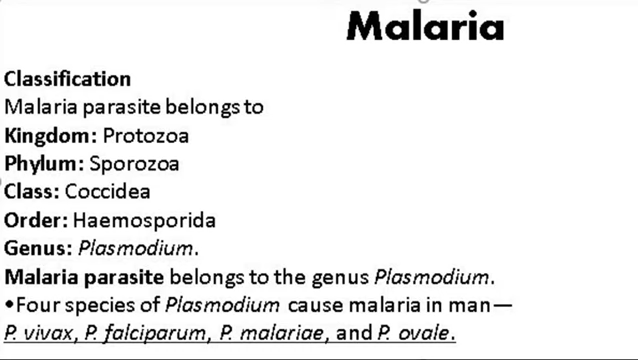 Malaria
Classification
Malaria parasite belongs to
Kingdom: Protozoa
Phylum: Sporozoa
Class: Coccidea
Order: Haemosporida
Genus: Plasmodium.
Malaria parasite belongs to the genus Plasmodium.
•Four species of Plasmodium cause malaria in man—
P. vivax, P. falciparum, P. malariae, and P. ovale.